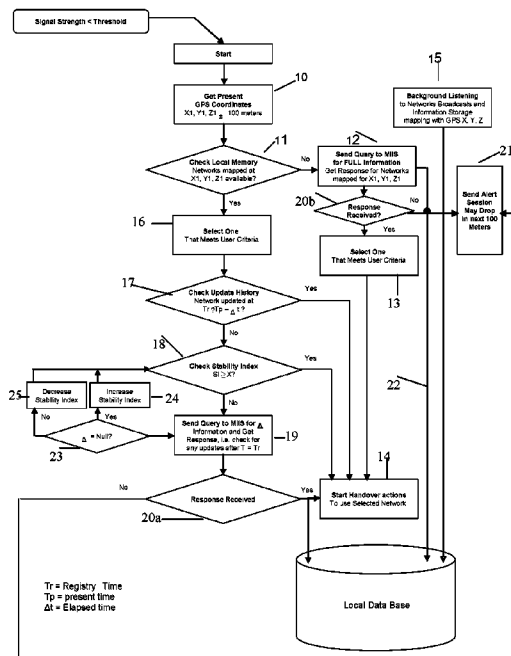 Signal Strength < Threshold
Start
10
Get Present
GPS Coordinates
X1, Y1, Z1 ± 100 meters
11
Check Local Memory
Networks mapped at
X1, Y1, Z1 available?
No
Yes
12
Send Query to MIIS
for FULL Information
Get Response for Networks
mapped for X1, Y1, Z1
15
Background Listening
to Networks Broadcasts and
Information Storage
mapping with GPS X, Y, Z
21
Send Alert
Session
May Drop
in next 100
Meters
20b
Response
Received?
No
Yes
16
Select One
That Meets User Criteria
Select One
That Meets User Criteria
13
17
Check Update History
Network updated at
Yes
No
18
Check Stability Index
SI ≥ X?
Yes
No
22
25
Decrease
Stability Index
Increase
Stability Index
24
No
Yes
Δ = Null?
23
Send Query to MIIS for Δ
Information and Get
Response, i.e. check for
any updates after T = Tr
19
14
Start Handover actions
To use Selected Network
No
Response Received
Yes
20a
Tr = Registry Time
Tp = present time
Δt = Elapsed time
Local Data Base